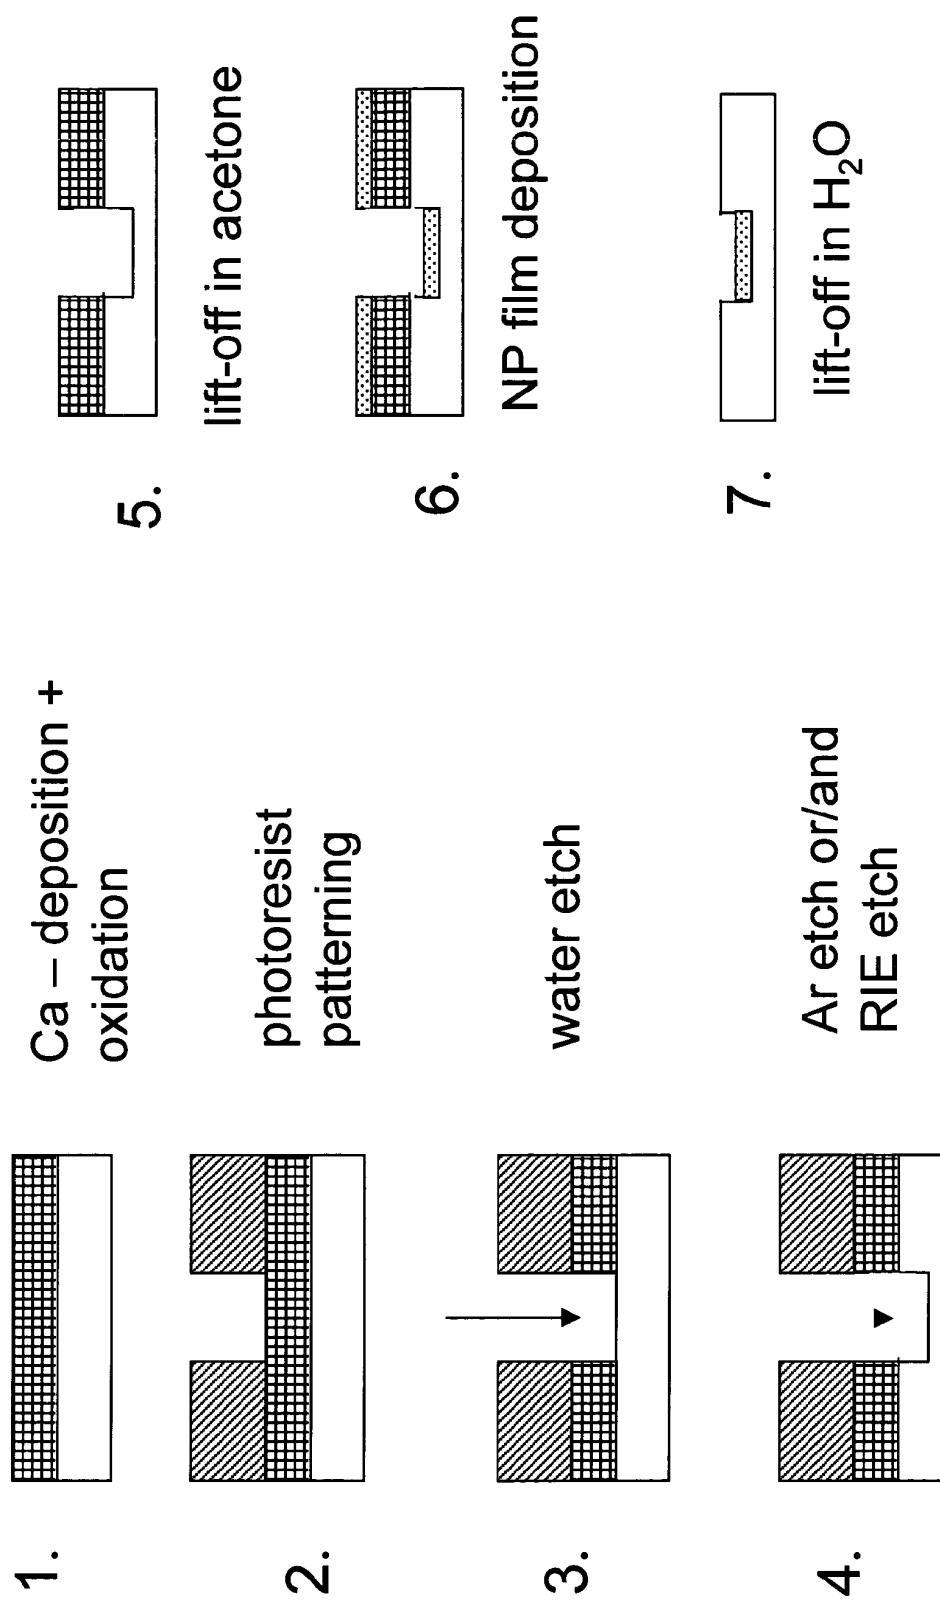 1.
Ca – deposition +
oxidation
2.
photoresist
patterning
3.
water etch
4.
Ar etch or/and
RIE etch
5.
lift-off in acetone
6.
NP film deposition
7.
lift-off in H₂O